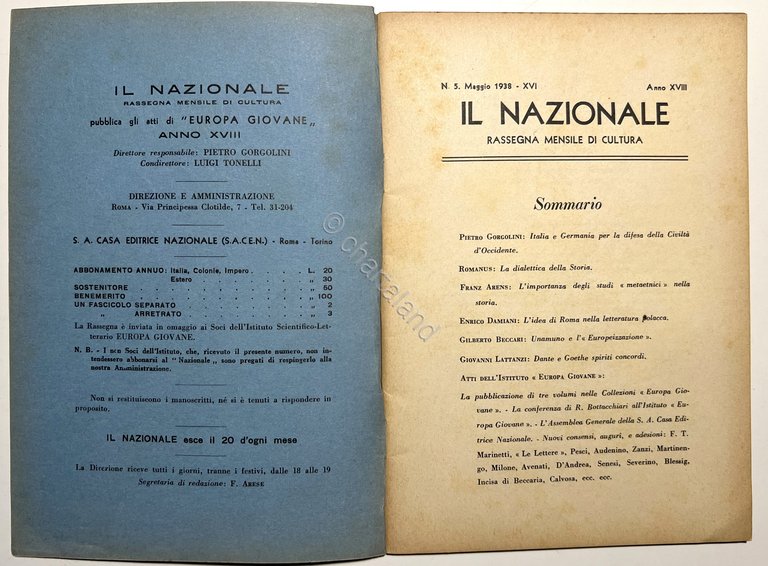 IL NAZIONALE
RASSEGNA MENSILE DI CULTURA
pubblica gli atti di "EUROPA GIOVANE„
ANNO XVIII
Direttore responsabile: PIETRO GORGOLINI
Condirettore: LUIGI TONELLI
DIREZIONE E AMMINISTRAZIONE
ROMA - Via Principessa Clotilde, 7 - Tel. 31-204
S. A. CASA EDITRICE NAZIONALE (S.A.C.E.N.) - Roma - Torino
ABBONAMENTO ANNUO: Italia, Colonie, Impero . . . . L. 20
Estero . . . . . . . „ 30
SOSTENITORE . . . . . . . . . . . „ 50
BENEMERITO . . . . . . . . . . . „ 100
UN FASCICOLO SEPARATO . . . . . . . . „ 2
„ ARRETRATO . . . . . . . . „ 3
La Rassegna è inviata in omaggio ai Soci dell'Istituto Scientifico-Let-
terario EUROPA GIOVANE.
N. B. - I non Soci dell'Istituto, che, ricevuto il presente numero, non in-
tendessero abbonarsi al "Nazionale„ sono pregati di respingerlo alla
nostra Amministrazione.
Non si restituiscono i manoscritti, né si è tenuti a rispondere in
proposito.
IL NAZIONALE esce il 20 d'ogni mese
La Direzione riceve tutti i giorni, tranne i festivi, dalle 18 alle 19
Segretaria di redazione: F. ARESE
N. 5. Maggio 1938 - XVI Anno XVIII
IL NAZIONALE
RASSEGNA MENSILE DI CULTURA
Sommario
PIETRO GORGOLINI: Italia e Germania per la difesa della Civiltà
d'Occidente.
ROMANUS: La dialettica della Storia.
FRANZ ARENS: L'importanza degli studi « metaetnici » nella
storia.
ENRICO DAMIANI: L'idea di Roma nella letteratura polacca.
GILBERTO BECCARI: Unamuno e l'« Europeizzazione ».
GIOVANNI LATTANZI: Dante e Goethe spiriti concordi.
ATTI DELL'ISTITUTO « EUROPA GIOVANE »:
La pubblicazione di tre volumi nelle Collezioni « Europa Gio-
vane ». - La conferenza di R. Bottacchiari all'Istituto « Eu-
ropa Giovane ». - L'Assemblea Generale della S. A. Casa Edi-
trice Nazionale. - Nuovi consensi, auguri, e adesioni: F. T.
Marinetti, « Le Lettere », Pesci, Audenino, Zanzi, Martinen-
go, Milone, Avenati, D'Andrea, Senesi, Severino, Blessig,
Incisa di Beccaria, Calvosa, ecc. ecc.
© chartaland